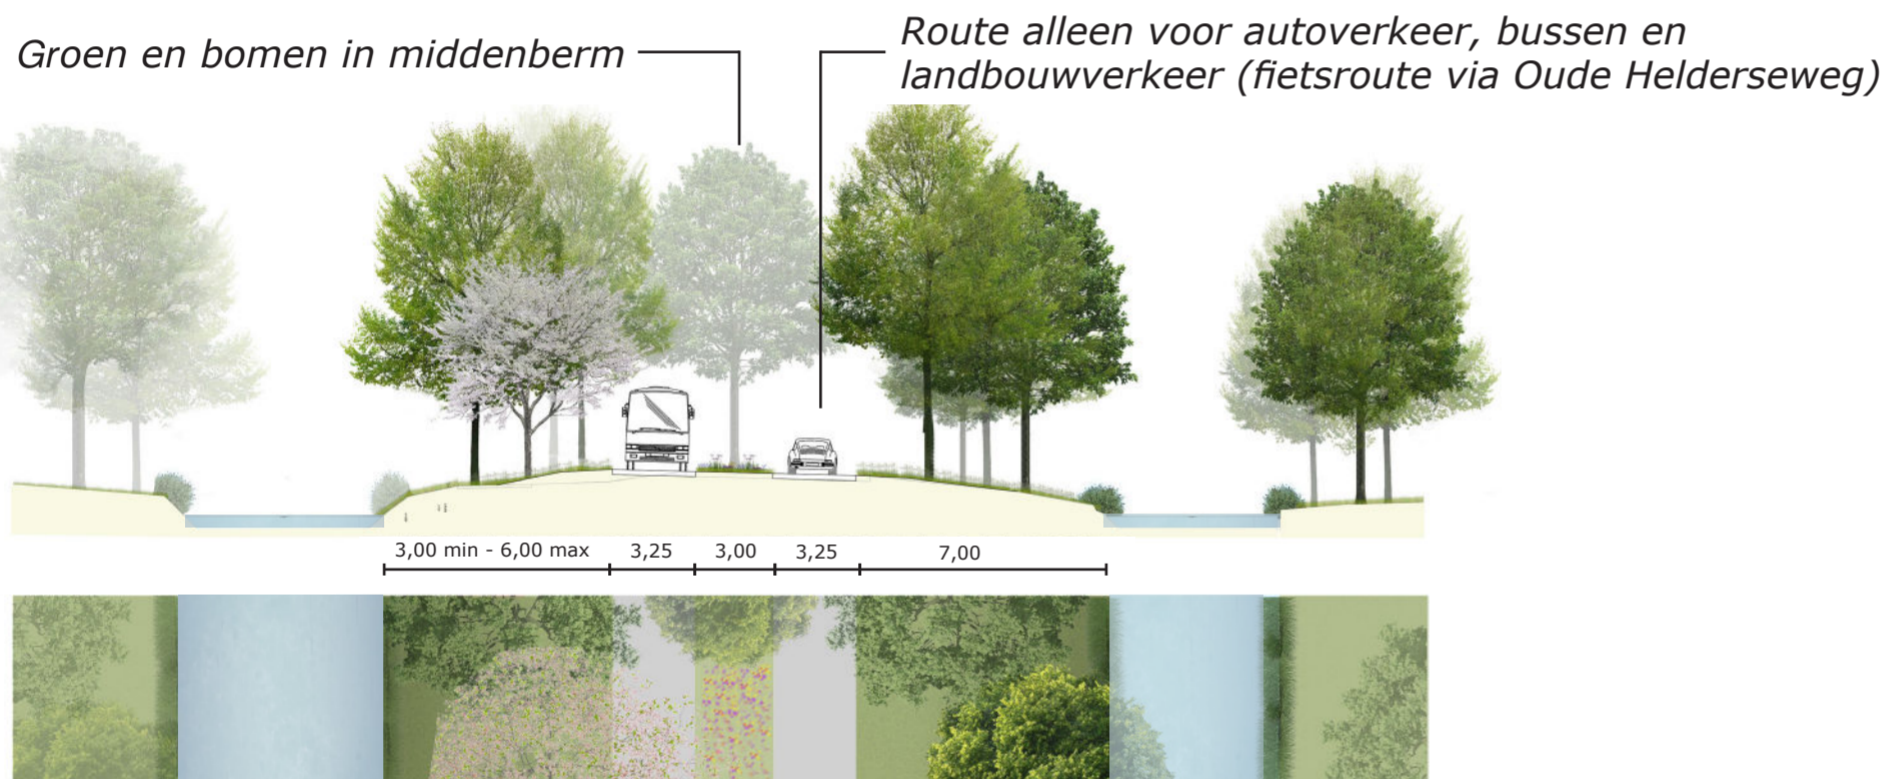 Groen en bomen in middenberm
Route alleen voor autoverkeer, bussen en
landbouwverkeer (fietsroute via Oude Helderseweg)
3,00 min - 6,00 max 3,25 3,00 3,25 7,00